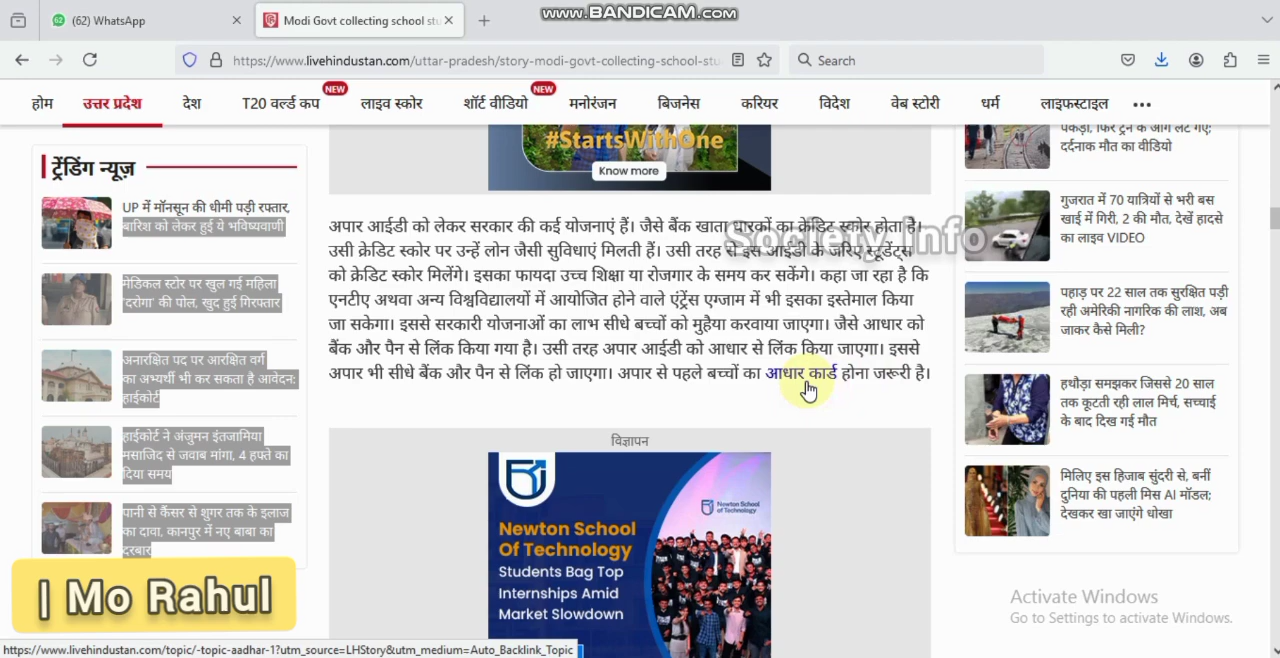 WWW.BANDICAM.COM
(62) WhatsApp
Modi Govt collecting school stu
https://www.livehindustan.com/uttar-pradesh/story-modi-govt-collecting-school-stu
Search
होम
उत्तर प्रदेश
देश
T20 वर्ल्ड कप
NEW
लाइव स्कोर
शॉर्ट वीडियो
NEW
मनोरंजन
बिजनेस
करियर
विदेश
वेब स्टोरी
धर्म
लाइफस्टाइल
ट्रेंडिंग न्यूज़
UP में मॉनसून की धीमी पड़ी रफ्तार,
बारिश को लेकर हुई ये भविष्यवाणी
मेडिकल स्टोर पर खुल गई महिला
'दरोगा' की पोल, खुद हुई गिरफ्तार
अनारक्षित पद पर आरक्षित वर्ग
का अभ्यर्थी भी कर सकता है आवेदन:
हाईकोर्ट
हाईकोर्ट ने अंजुमन इंतजामिया
मसाजिद से जवाब मांगा, 4 हफ्ते का
दिया समय
पानी से कैंसर से शुगर तक के इलाज
का दावा, कानपुर में नए बाबा का
दरबार
| Mo Rahul
#StartsWithOne
Know more
अपार आईडी को लेकर सरकार की कई योजनाएं हैं। जैसे बैंक खाता धारकों का क्रेडिट स्कोर होता है।
उसी क्रेडिट स्कोर पर उन्हें लोन जैसी सुविधाएं मिलती हैं। उसी तरह से इस आईडी के जरिए स्टूडेंट्स
को क्रेडिट स्कोर मिलेंगे। इसका फायदा उच्च शिक्षा या रोजगार के समय कर सकेंगे। कहा जा रहा है कि
एनटीए अथवा अन्य विश्वविद्यालयों में आयोजित होने वाले एंट्रेंस एग्जाम में भी इसका इस्तेमाल किया
जा सकेगा। इससे सरकारी योजनाओं का लाभ सीधे बच्चों को मुहैया करवाया जाएगा। जैसे आधार को
बैंक और पैन से लिंक किया गया है। उसी तरह अपार आईडी को आधार से लिंक किया जाएगा। इससे
अपार भी सीधे बैंक और पैन से लिंक हो जाएगा। अपार से पहले बच्चों का आधार कार्ड होना जरूरी है।
Society Info
विज्ञापन
Newton School
of Technology
Newton School
Of Technology
Students Bag Top
Internships Amid
Market Slowdown
पकड़ा, फिर ट्रेन के आगे लेट गए;
दर्दनाक मौत का वीडियो
गुजरात में 70 यात्रियों से भरी बस
खाई में गिरी, 2 की मौत, देखें हादसे
का लाइव VIDEO
पहाड़ पर 22 साल तक सुरक्षित पड़ी
रही अमेरिकी नागरिक की लाश, अब
जाकर कैसे मिली?
हथौड़ा समझकर जिससे 20 साल
तक कूटती रही लाल मिर्च, सच्चाई
के बाद दिख गई मौत
मिलिए इस हिजाब सुंदरी से, बनीं
दुनिया की पहली मिस AI मॉडल;
देखकर खा जाएंगे धोखा
Activate Windows
Go to Settings to activate Windows.
https://www.livehindustan.com/topic/-topic-aadhar-1?utm_source=LHStory&utm_medium=Auto_Backlink_Topic